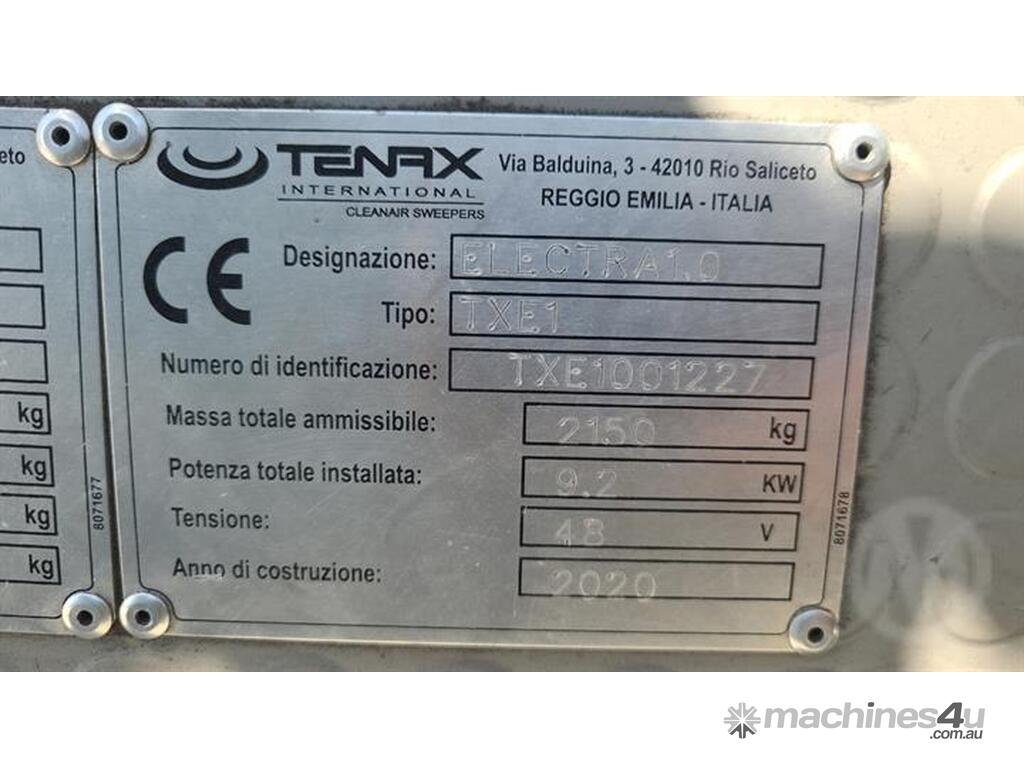 eto
kg
kg
kg
kg
8071677
TENAX
INTERNATIONAL
CLEANAIR SWEEPERS
Via Balduina, 3 - 42010 Rio Saliceto
REGGIO EMILIA - ITALIA
CE
Designazione: ELECTRA1.0
Tipo: TXE1
Numero di identificazione: TXE1001227
Massa totale ammissibile: 2150 kg
Potenza totale installata: 9.2 KW
Tensione: 48 V
Anno di costruzione: 2020
8071678
machines4u
.com.au